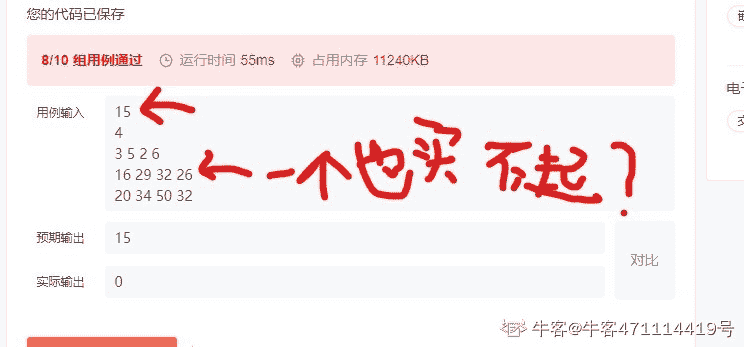 您的代码已保存
8/10 组用例通过 运行时间 55ms 占用内存 11240KB
用例输入
15
4
3 5 2 6
16 29 32 26
20 34 50 32
一个也买不起?
预期输出 15
对比
实际输出 0
电子
牛客@牛客471114419号